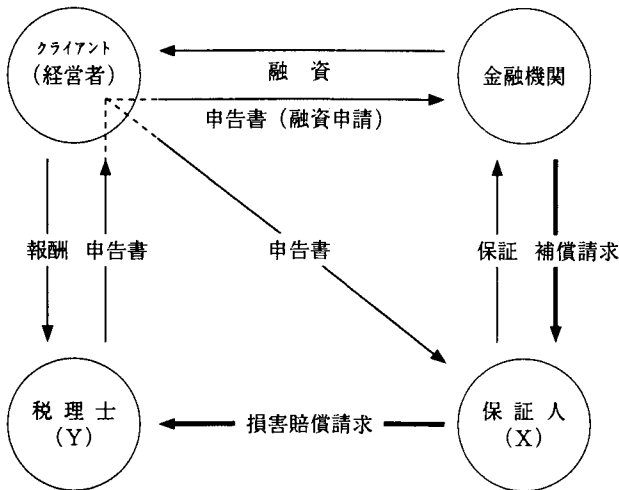 クライアント
(経営者)
融 資
金融機関
申告書(融資申請)
報酬
申告書
申告書
保証
補償請求
税 理 士
(Y)
損害賠償請求
保 証 人
(X)